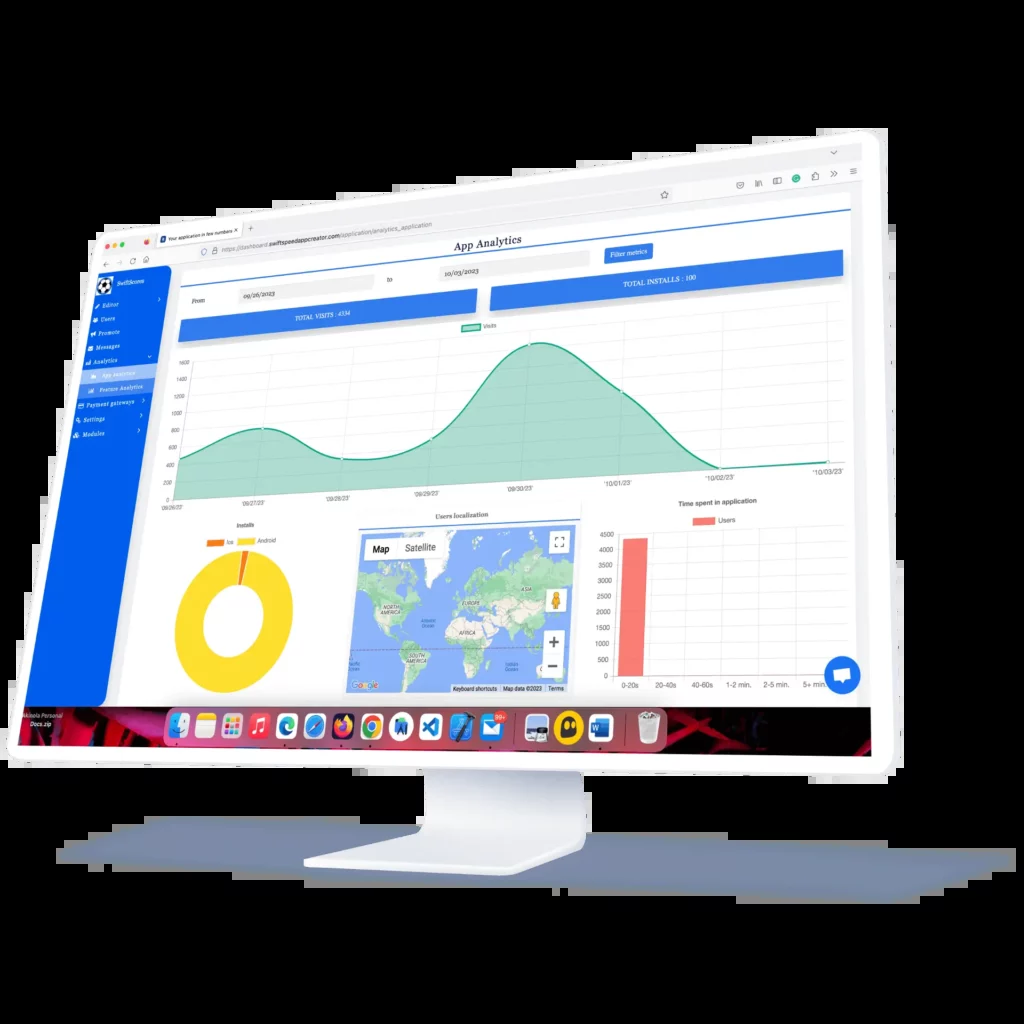 Your application in few numbers ×
https://dashboard.swiftspeedappcreator.com/application/analytics_application
SwiftScores
Editor
Users
Promote
Messages
Analytics
App Analytics
Feature Analytics
Payment gateways
Settings
Modules
App Analytics
From
09/26/2023
to
10/03/2023
Filter metrics
TOTAL VISITS : 4334
TOTAL INSTALLS : 100
Visits
1600
1400
1200
1000
800
600
400
200
0
'09/26/23'
'09/27/23'
'09/28/23'
'09/29/23'
'09/30/23'
'10/01/23'
'10/02/23'
'10/03/23'
Installs
Ios
Android
Users localization
Map
Satellite
NORTH
AMERICA
EUROPE
ASIA
Atlantic
Ocean
AFRICA
SOUTH
AMERICA
Google
Keyboard shortcuts
Map data ©2023
Terms
Time spent in application
Users
4500
4000
3500
3000
2500
2000
1500
1000
500
0
0-20s
20-40s
40-60s
1-2 min.
2-5 min.
5+ min.
Personal
Docs.zip
99+
W